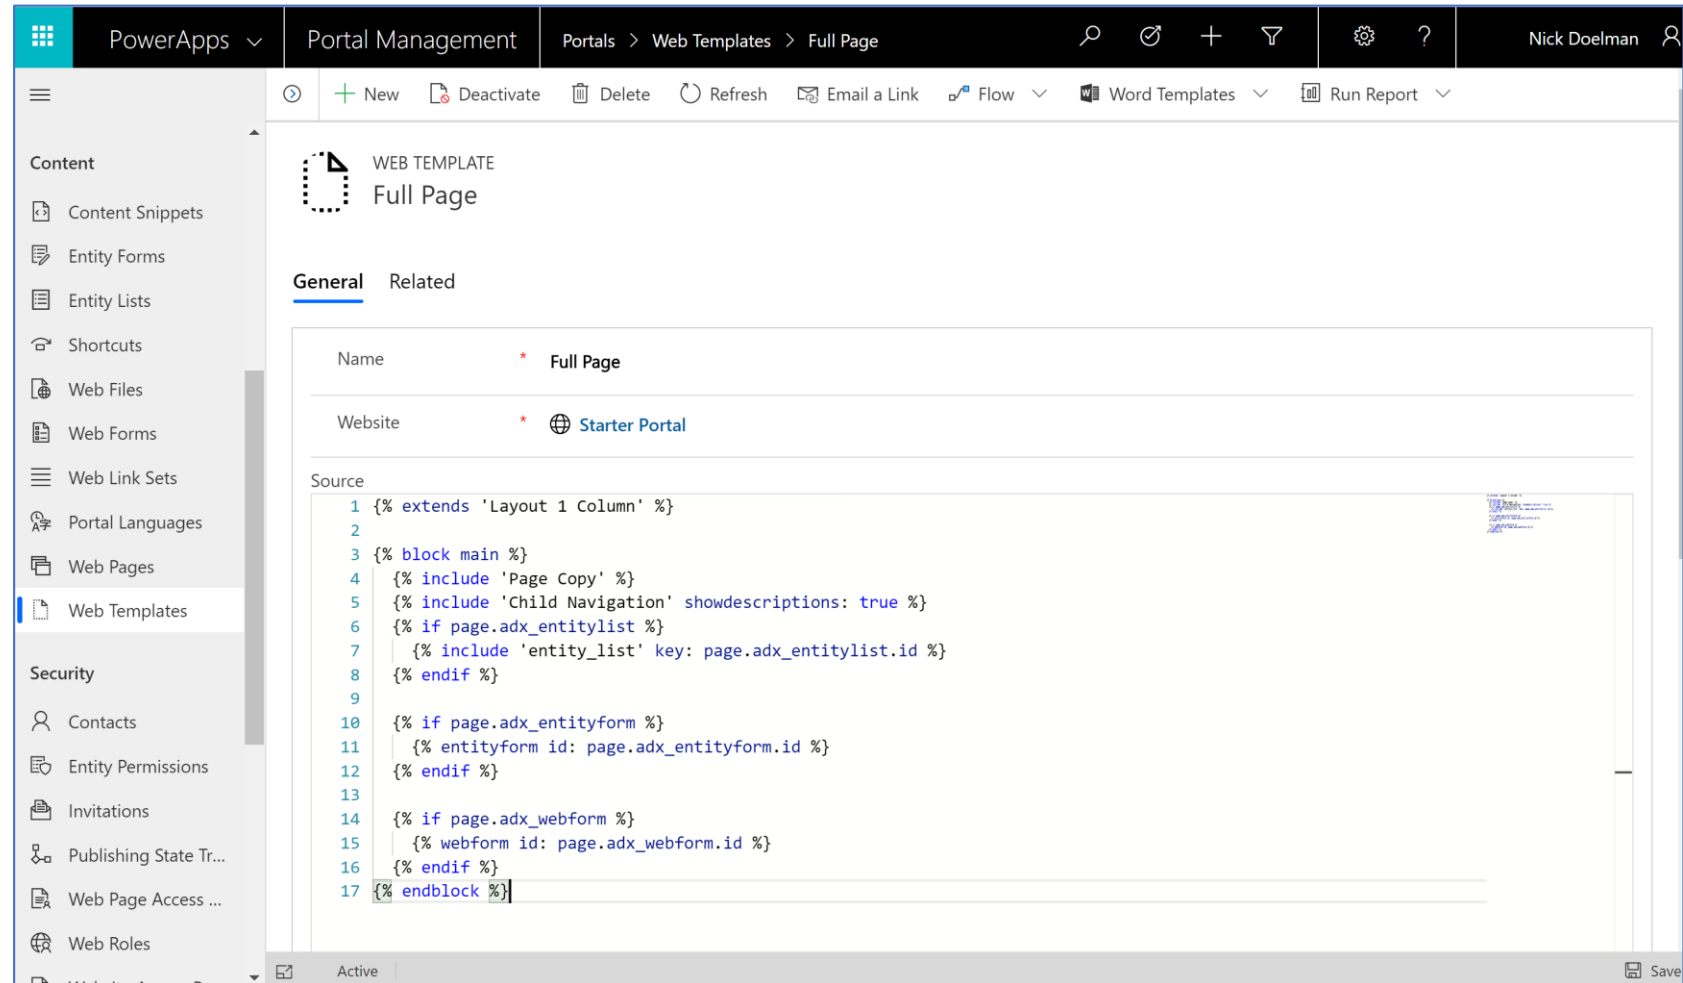 PowerApps Portal Management Portals > Web Templates > Full Page Nick Doelman
New Deactivate Delete Refresh Email a Link Flow Word Templates Run Report
Content
Content Snippets
Entity Forms
Entity Lists
Shortcuts
Web Files
Web Forms
Web Link Sets
Portal Languages
Web Pages
Web Templates
Security
Contacts
Entity Permissions
Invitations
Publishing State Tr...
Web Page Access ...
Web Roles
WEB TEMPLATE
Full Page
General Related
Name * Full Page
Website * Starter Portal
Source
1 {% extends 'Layout 1 Column' %}
2
3 {% block main %}
4 {% include 'Page Copy' %}
5 {% include 'Child Navigation' showdescriptions: true %}
6 {% if page.adx_entitylist %}
7 {% include 'entity_list' key: page.adx_entitylist.id %}
8 {% endif %}
9
10 {% if page.adx_entityform %}
11 {% entityform id: page.adx_entityform.id %}
12 {% endif %}
13
14 {% if page.adx_webform %}
15 {% webform id: page.adx_webform.id %}
16 {% endif %}
17 {% endblock %}
Active Save